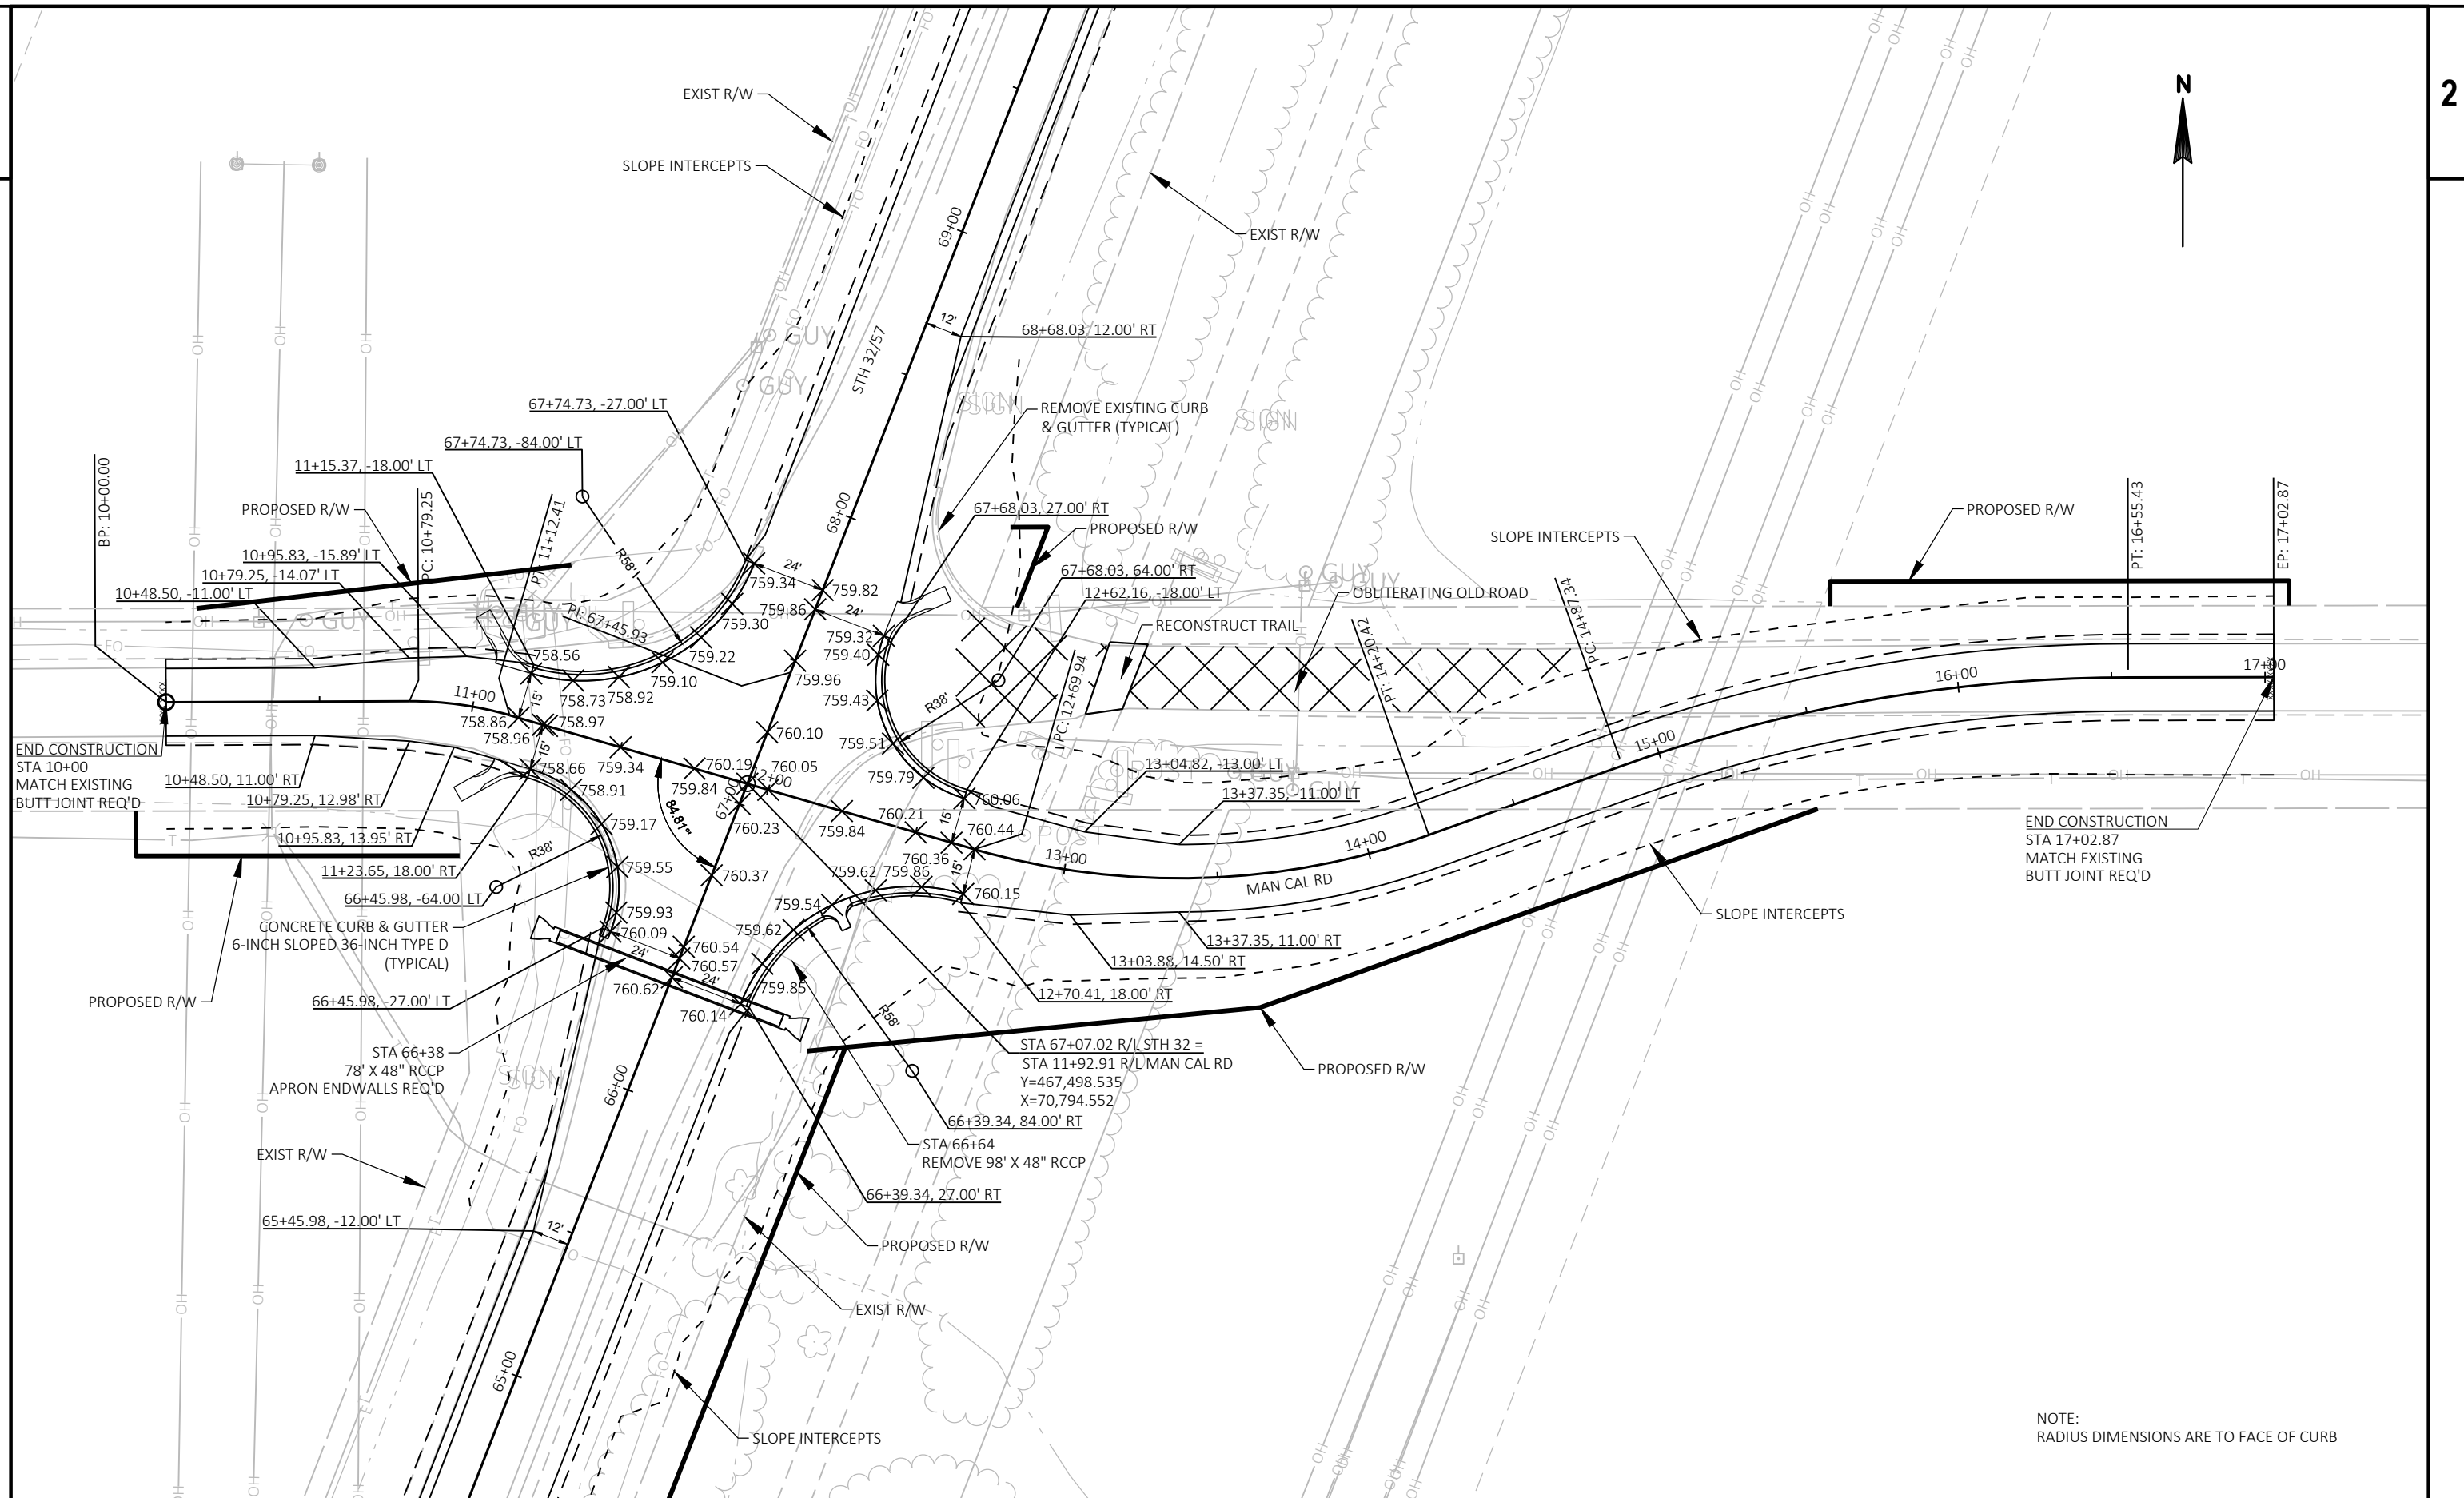 2
N
EXIST R/W
SLOPE INTERCEPTS
EXIST R/W
69+00
STH 32/57
12'
68+68.03, 12.00' RT
GUY
GUY
SIGN
SIGN
REMOVE EXISTING CURB
& GUTTER (TYPICAL)
67+74.73, -27.00' LT
67+74.73, -84.00' LT
11+15.37, -18.00' LT
PROPOSED R/W
10+95.83, -15.89' LT
10+79.25, -14.07' LT
10+48.50, -11.00' LT
BP: 10+00.00
PC: 10+79.25
PT: 11+12.41
PI: 67+45.93
R58'
68+00
67+68.03, 27.00' RT
PROPOSED R/W
67+68.03, 64.00' RT
12+62.16, -18.00' LT
RECONSTRUCT TRAIL
OBLITERATING OLD ROAD
GUY
GUY
SLOPE INTERCEPTS
PROPOSED R/W
PT: 16+55.43
EP: 17+02.87
PC: 14+87.34
PT: 14+20.42
PC: 12+69.94
24'
759.34
759.82
759.86
24'
759.30
759.32
759.40
759.22
759.10
759.96
758.56
758.73
758.92
759.43
R38'
11+00
15'
758.86
758.97
758.96
15'
760.10
759.51
758.66
759.34
760.19
760.05
759.84
12+00
67+00
759.79
760.06
758.91
759.17
84.81°
760.23
759.84
760.21
15'
760.44
760.36
15'
13+04.82, -13.00' LT
13+37.35, -11.00' LT
GUY
16+00
17+00
15+00
14+00
13+00
MAN CAL RD
END CONSTRUCTION
STA 10+00
MATCH EXISTING
BUTT JOINT REQ'D
10+48.50, 11.00' RT
10+79.25, 12.98' RT
10+95.83, 13.95' RT
11+23.65, 18.00' RT
66+45.98, -64.00' LT
R38'
CONCRETE CURB & GUTTER
6-INCH SLOPED 36-INCH TYPE D
(TYPICAL)
PROPOSED R/W
66+45.98, -27.00' LT
STA 66+38
78' X 48" RCCP
APRON ENDWALLS REQ'D
SIGN
GUY
759.55
760.37
759.62
759.86
760.15
759.93
760.09
759.54
24'
760.54
759.62
760.57
24'
760.62
759.85
760.14
R58'
13+37.35, 11.00' RT
13+03.88, 14.50' RT
12+70.41, 18.00' RT
SLOPE INTERCEPTS
END CONSTRUCTION
STA 17+02.87
MATCH EXISTING
BUTT JOINT REQ'D
STA 67+07.02 R/L STH 32 =
STA 11+92.91 R/L MAN CAL RD
Y=467,498.535
X=70,794.552
PROPOSED R/W
66+39.34, 84.00' RT
STA 66+64
REMOVE 98' X 48" RCCP
66+39.34, 27.00' RT
66+00
EXIST R/W
65+45.98, -12.00' LT
12'
PROPOSED R/W
EXIST R/W
65+00
SLOPE INTERCEPTS
NOTE:
RADIUS DIMENSIONS ARE TO FACE OF CURB